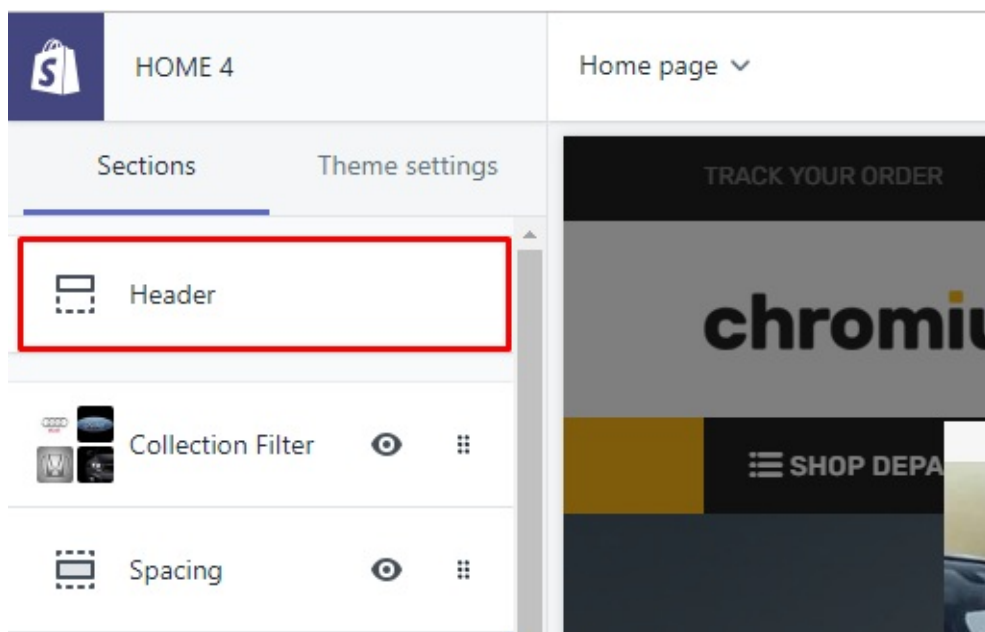 HOME 4
Home page
Sections
Theme settings
TRACK YOUR ORDER
Header
chromiu
Collection Filter
SHOP DEPA
Spacing